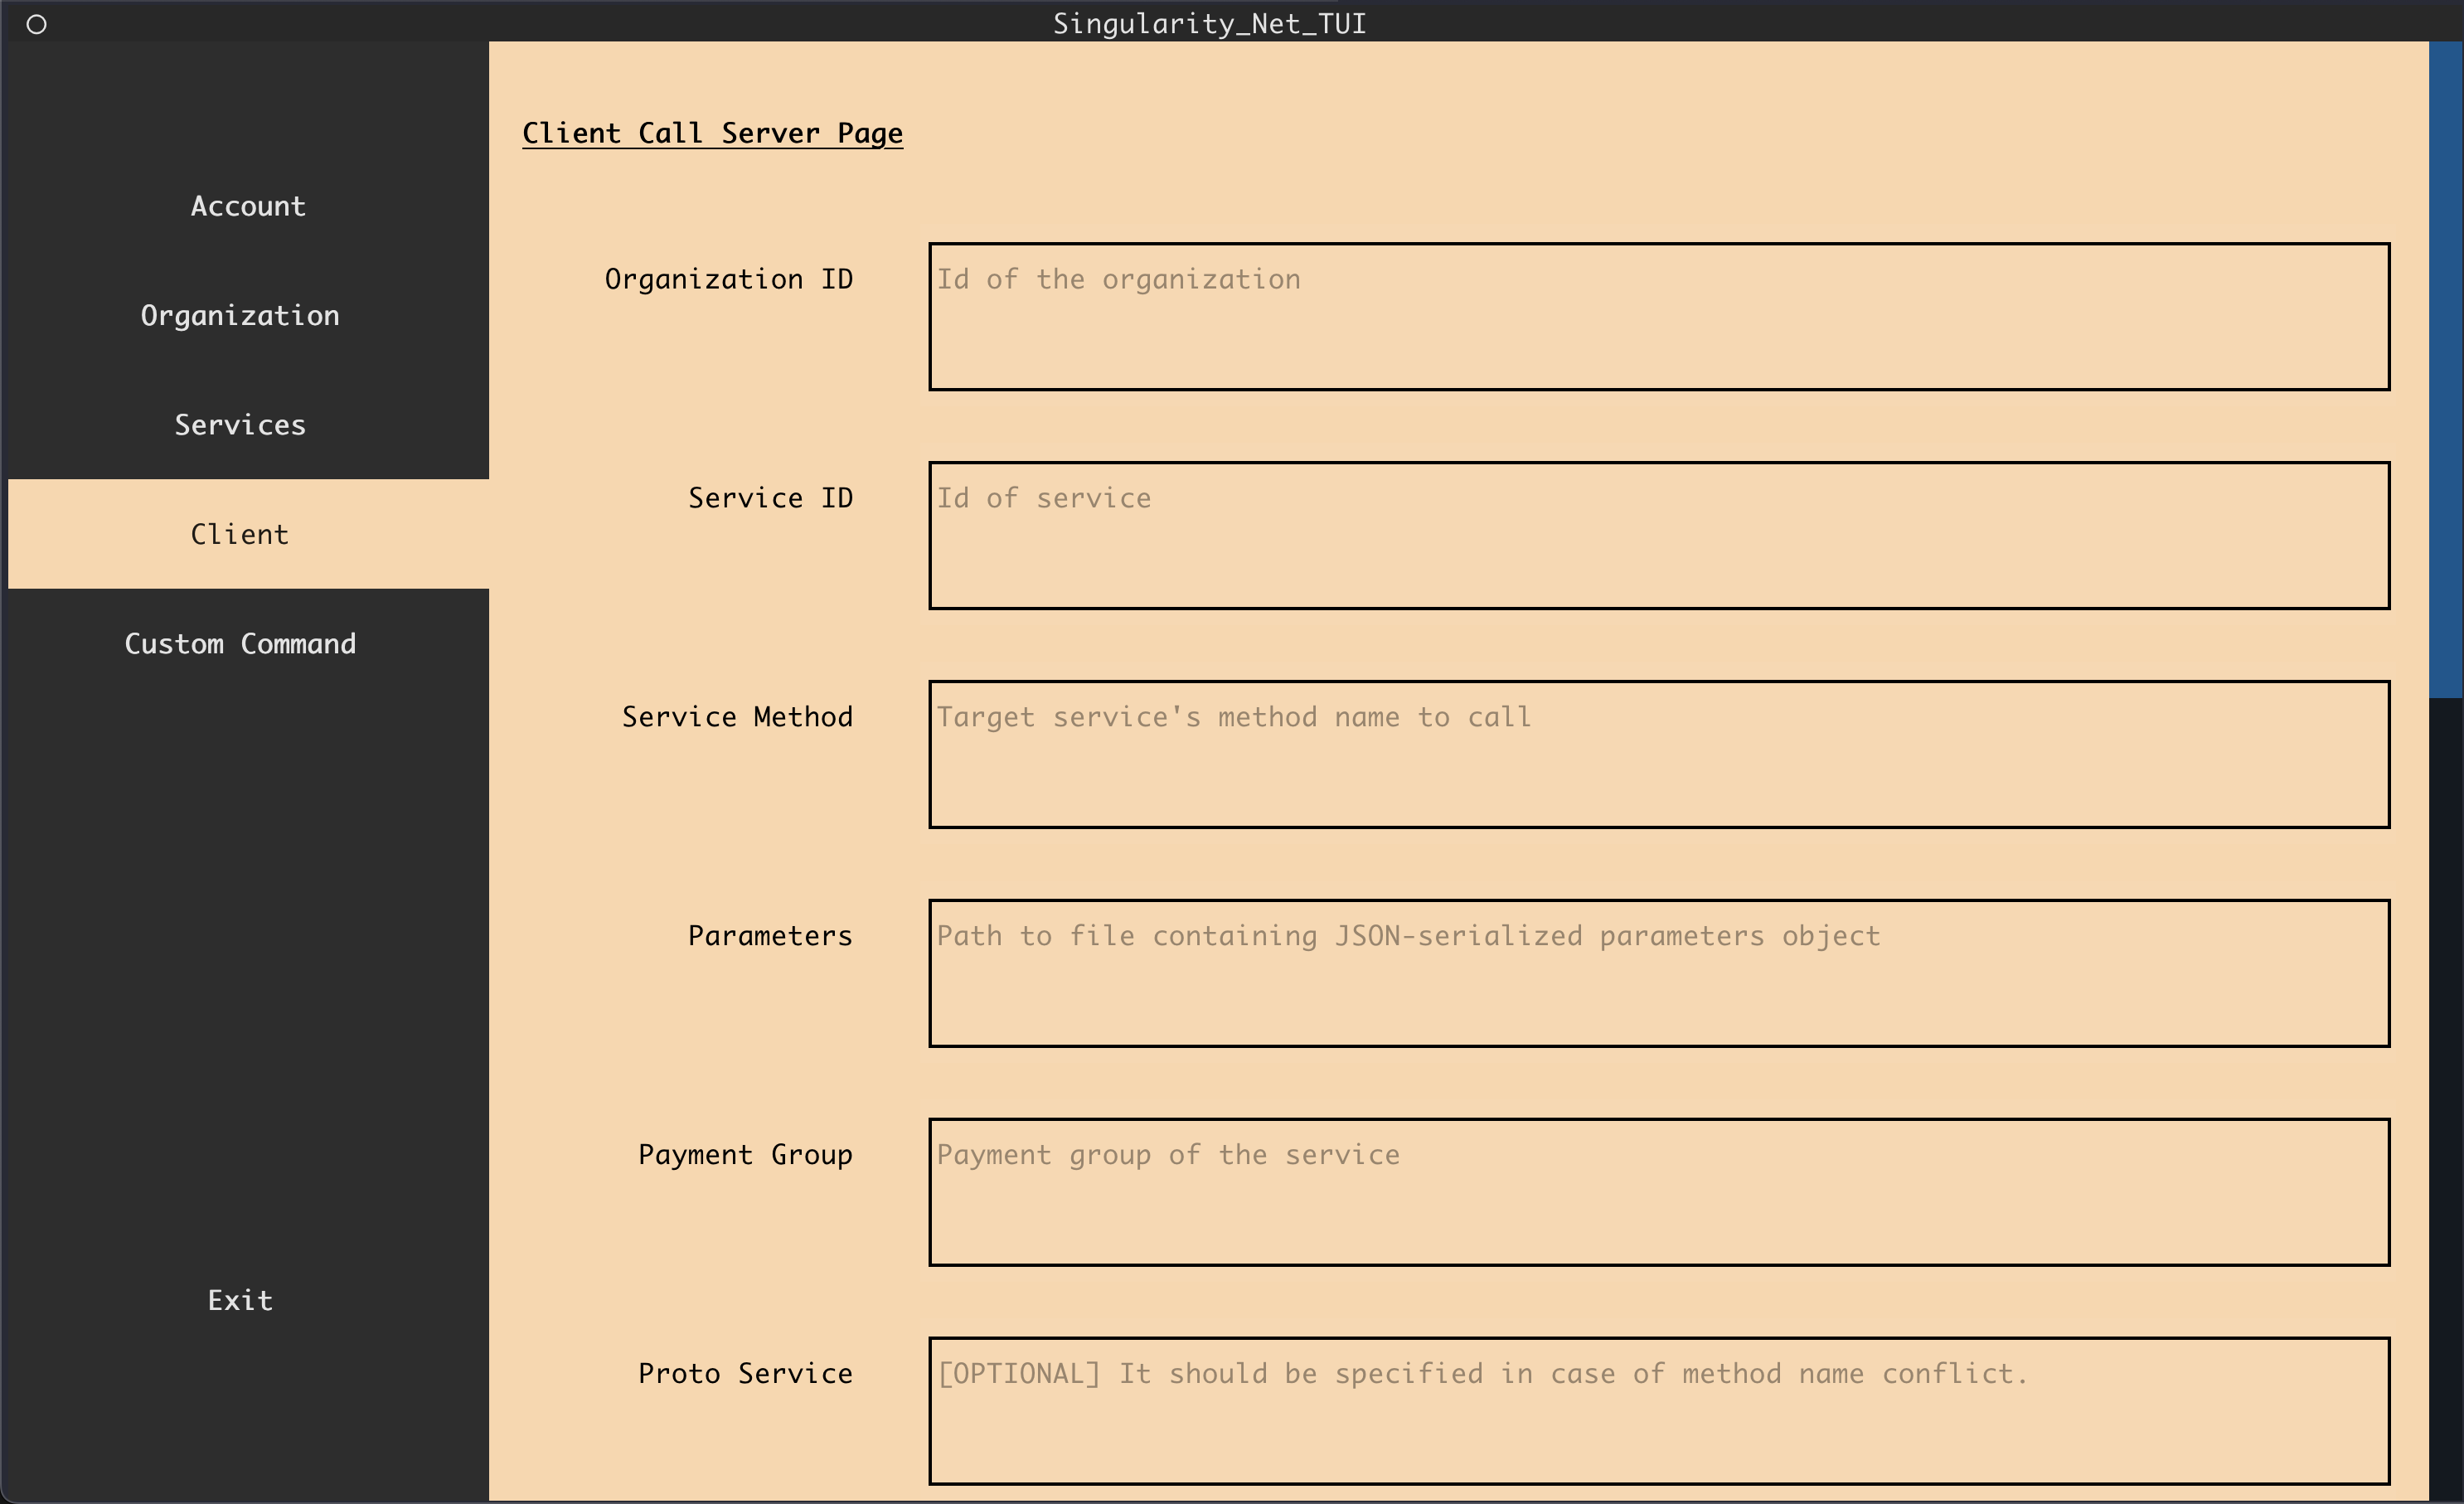 Singularity_Net_TUI
Account
Organization
Services
Client
Custom Command
Exit
Client Call Server Page
Organization ID
Id of the organization
Service ID
Id of service
Service Method
Target service's method name to call
Parameters
Path to file containing JSON-serialized parameters object
Payment Group
Payment group of the service
Proto Service
[OPTIONAL] It should be specified in case of method name conflict.